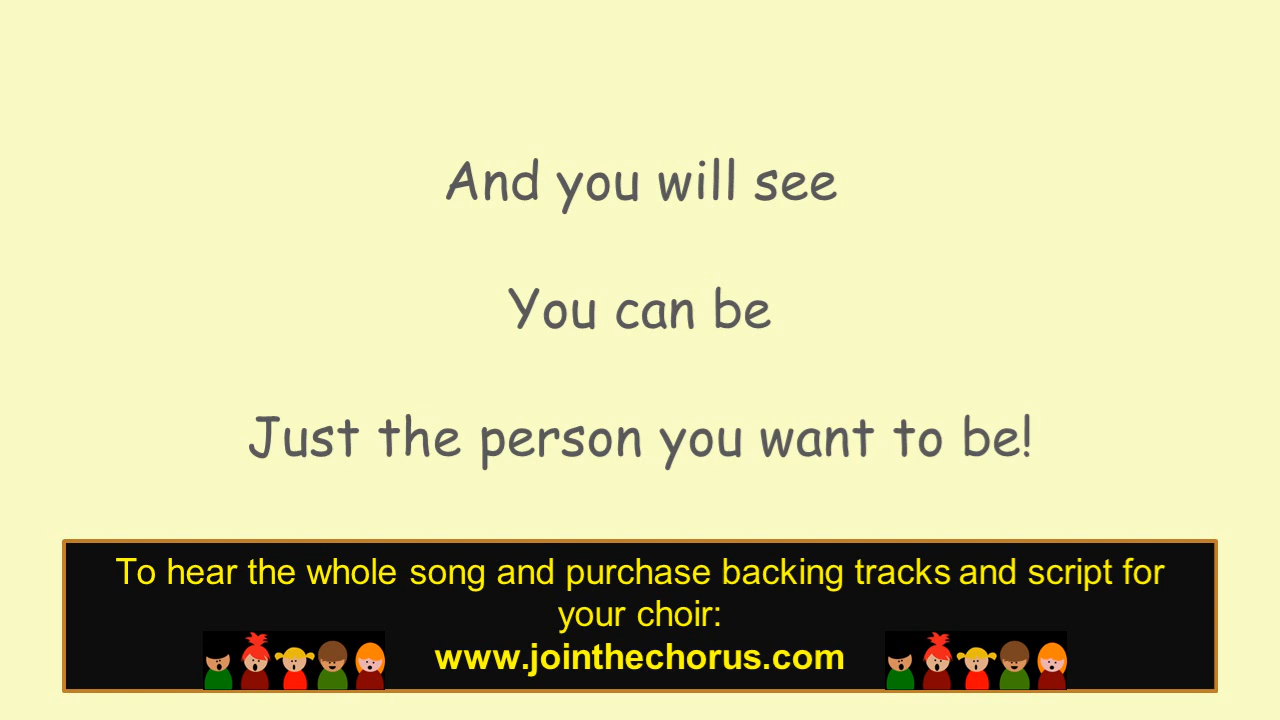 And you will see
You can be
Just the person you want to be!
To hear the whole song and purchase backing tracks and script for
your choir:
www.jointhechorus.com